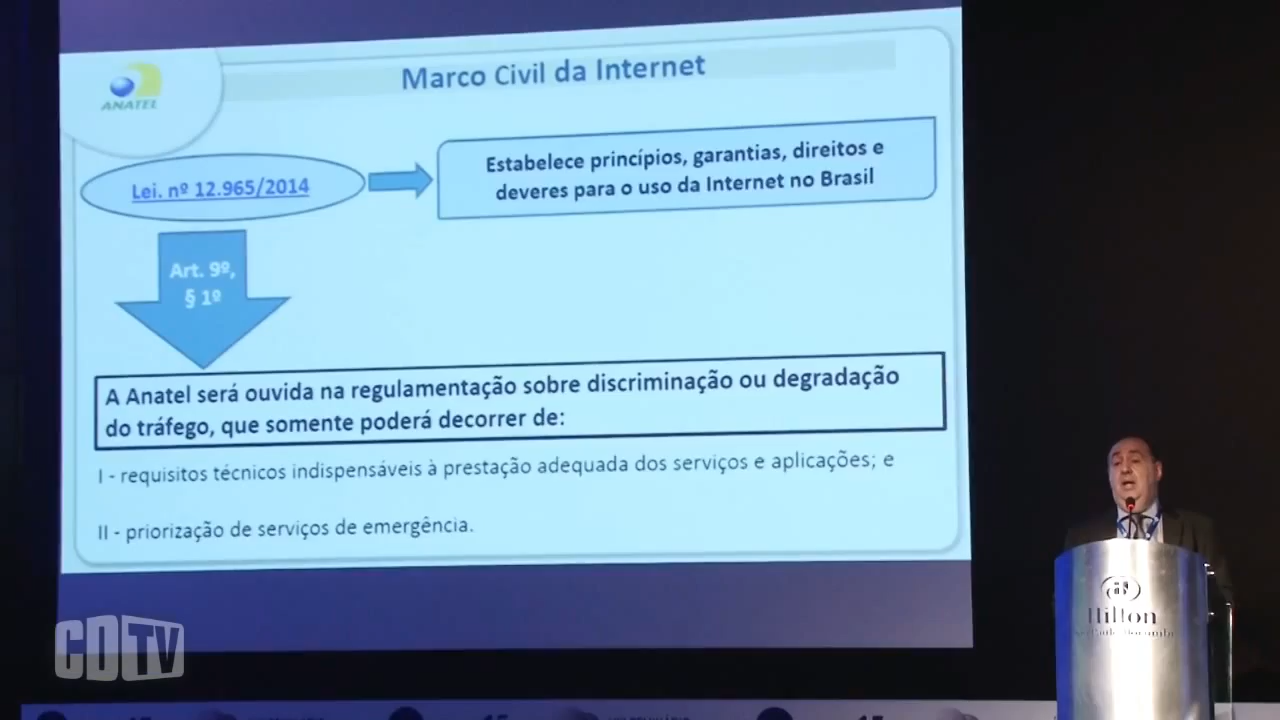 ANATEL
Marco Civil da Internet
Lei. nº 12.965/2014
Estabelece princípios, garantias, direitos e
deveres para o uso da Internet no Brasil
Art. 9º,
§ 1º
A Anatel será ouvida na regulamentação sobre discriminação ou degradação
do tráfego, que somente poderá decorrer de:
I - requisitos técnicos indispensáveis à prestação adequada dos serviços e aplicações; e
II - priorização de serviços de emergência.
Hilton
CDTV